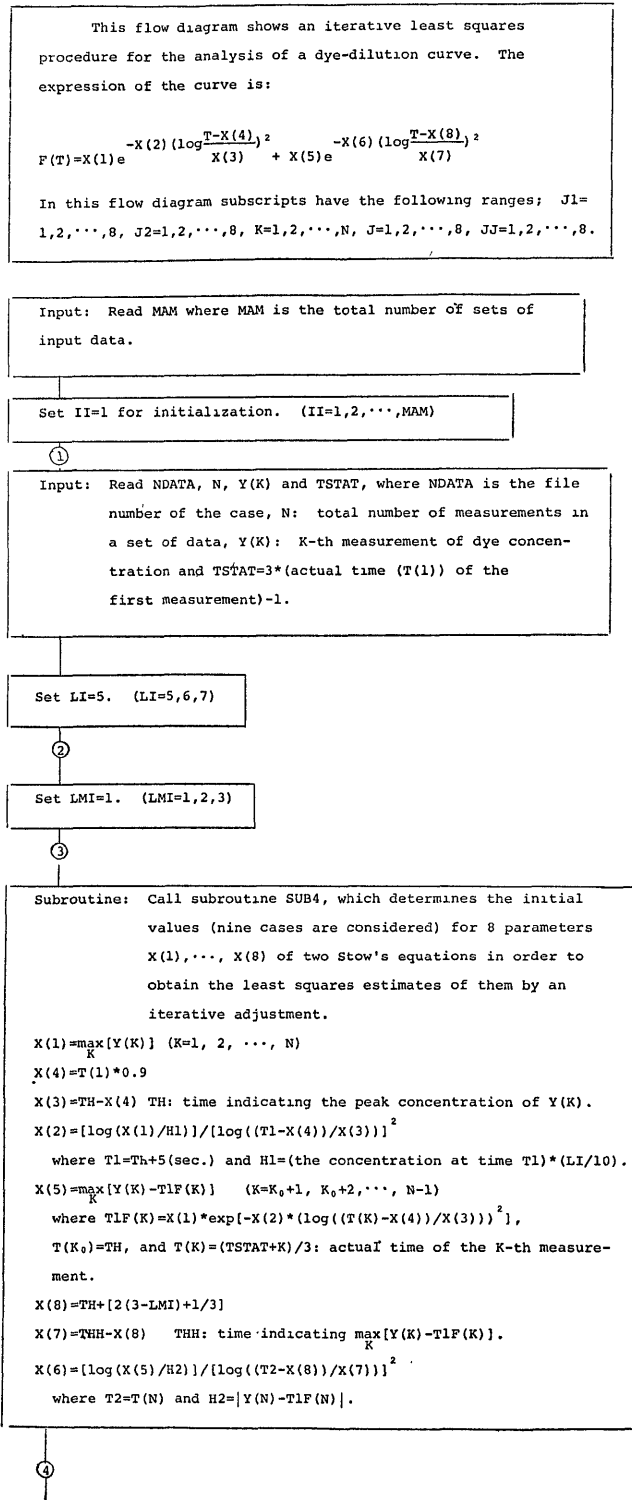 This flow diagram shows an iterative least squares
procedure for the analysis of a dye-dilution curve. The
expression of the curve is:
F(T)=X(1)e^{-X(2)(log\frac{T-X(4)}{X(3)})^2} + X(5)e^{-X(6)(log\frac{T-X(8)}{X(7)})^2}
In this flow diagram subscripts have the following ranges; J1=
1,2,···,8, J2=1,2,···,8, K=1,2,···,N, J=1,2,···,8, JJ=1,2,···,8.
Input: Read MAM where MAM is the total number of sets of
input data.
Set II=1 for initialization. (II=1,2,···,MAM)
①
Input: Read NDATA, N, Y(K) and TSTAT, where NDATA is the file
number of the case, N: total number of measurements in
a set of data, Y(K): K-th measurement of dye concen-
tration and TSTAT=3*(actual time (T(1)) of the
first measurement)-1.
Set LI=5. (LI=5,6,7)
②
Set LMI=1. (LMI=1,2,3)
③
Subroutine: Call subroutine SUB4, which determines the initial
values (nine cases are considered) for 8 parameters
X(1),···, X(8) of two Stow's equations in order to
obtain the least squares estimates of them by an
iterative adjustment.
X(1)=max[Y(K)] (K=1, 2, ···, N)
K
X(4)=T(1)*0.9
X(3)=TH-X(4) TH: time indicating the peak concentration of Y(K).
X(2)=[log(X(1)/H1)]/[log((T1-X(4))/X(3))]²
where T1=Th+5(sec.) and H1=(the concentration at time T1)*(LI/10).
X(5)=max[Y(K)-T1F(K)] (K=K₀+1, K₀+2,···, N-1)
K
where T1F(K)=X(1)*exp[-X(2)*(log((T(K)-X(4))/X(3)))²],
T(K₀)=TH, and T(K)=(TSTAT+K)/3: actual time of the K-th measure-
ment.
X(8)=TH+[2(3-LMI)+1/3]
X(7)=THH-X(8) THH: time indicating max[Y(K)-T1F(K)].
K
X(6)=[log(X(5)/H2)]/[log((T2-X(8))/X(7))]²
where T2=T(N) and H2=|Y(N)-T1F(N)|.
④